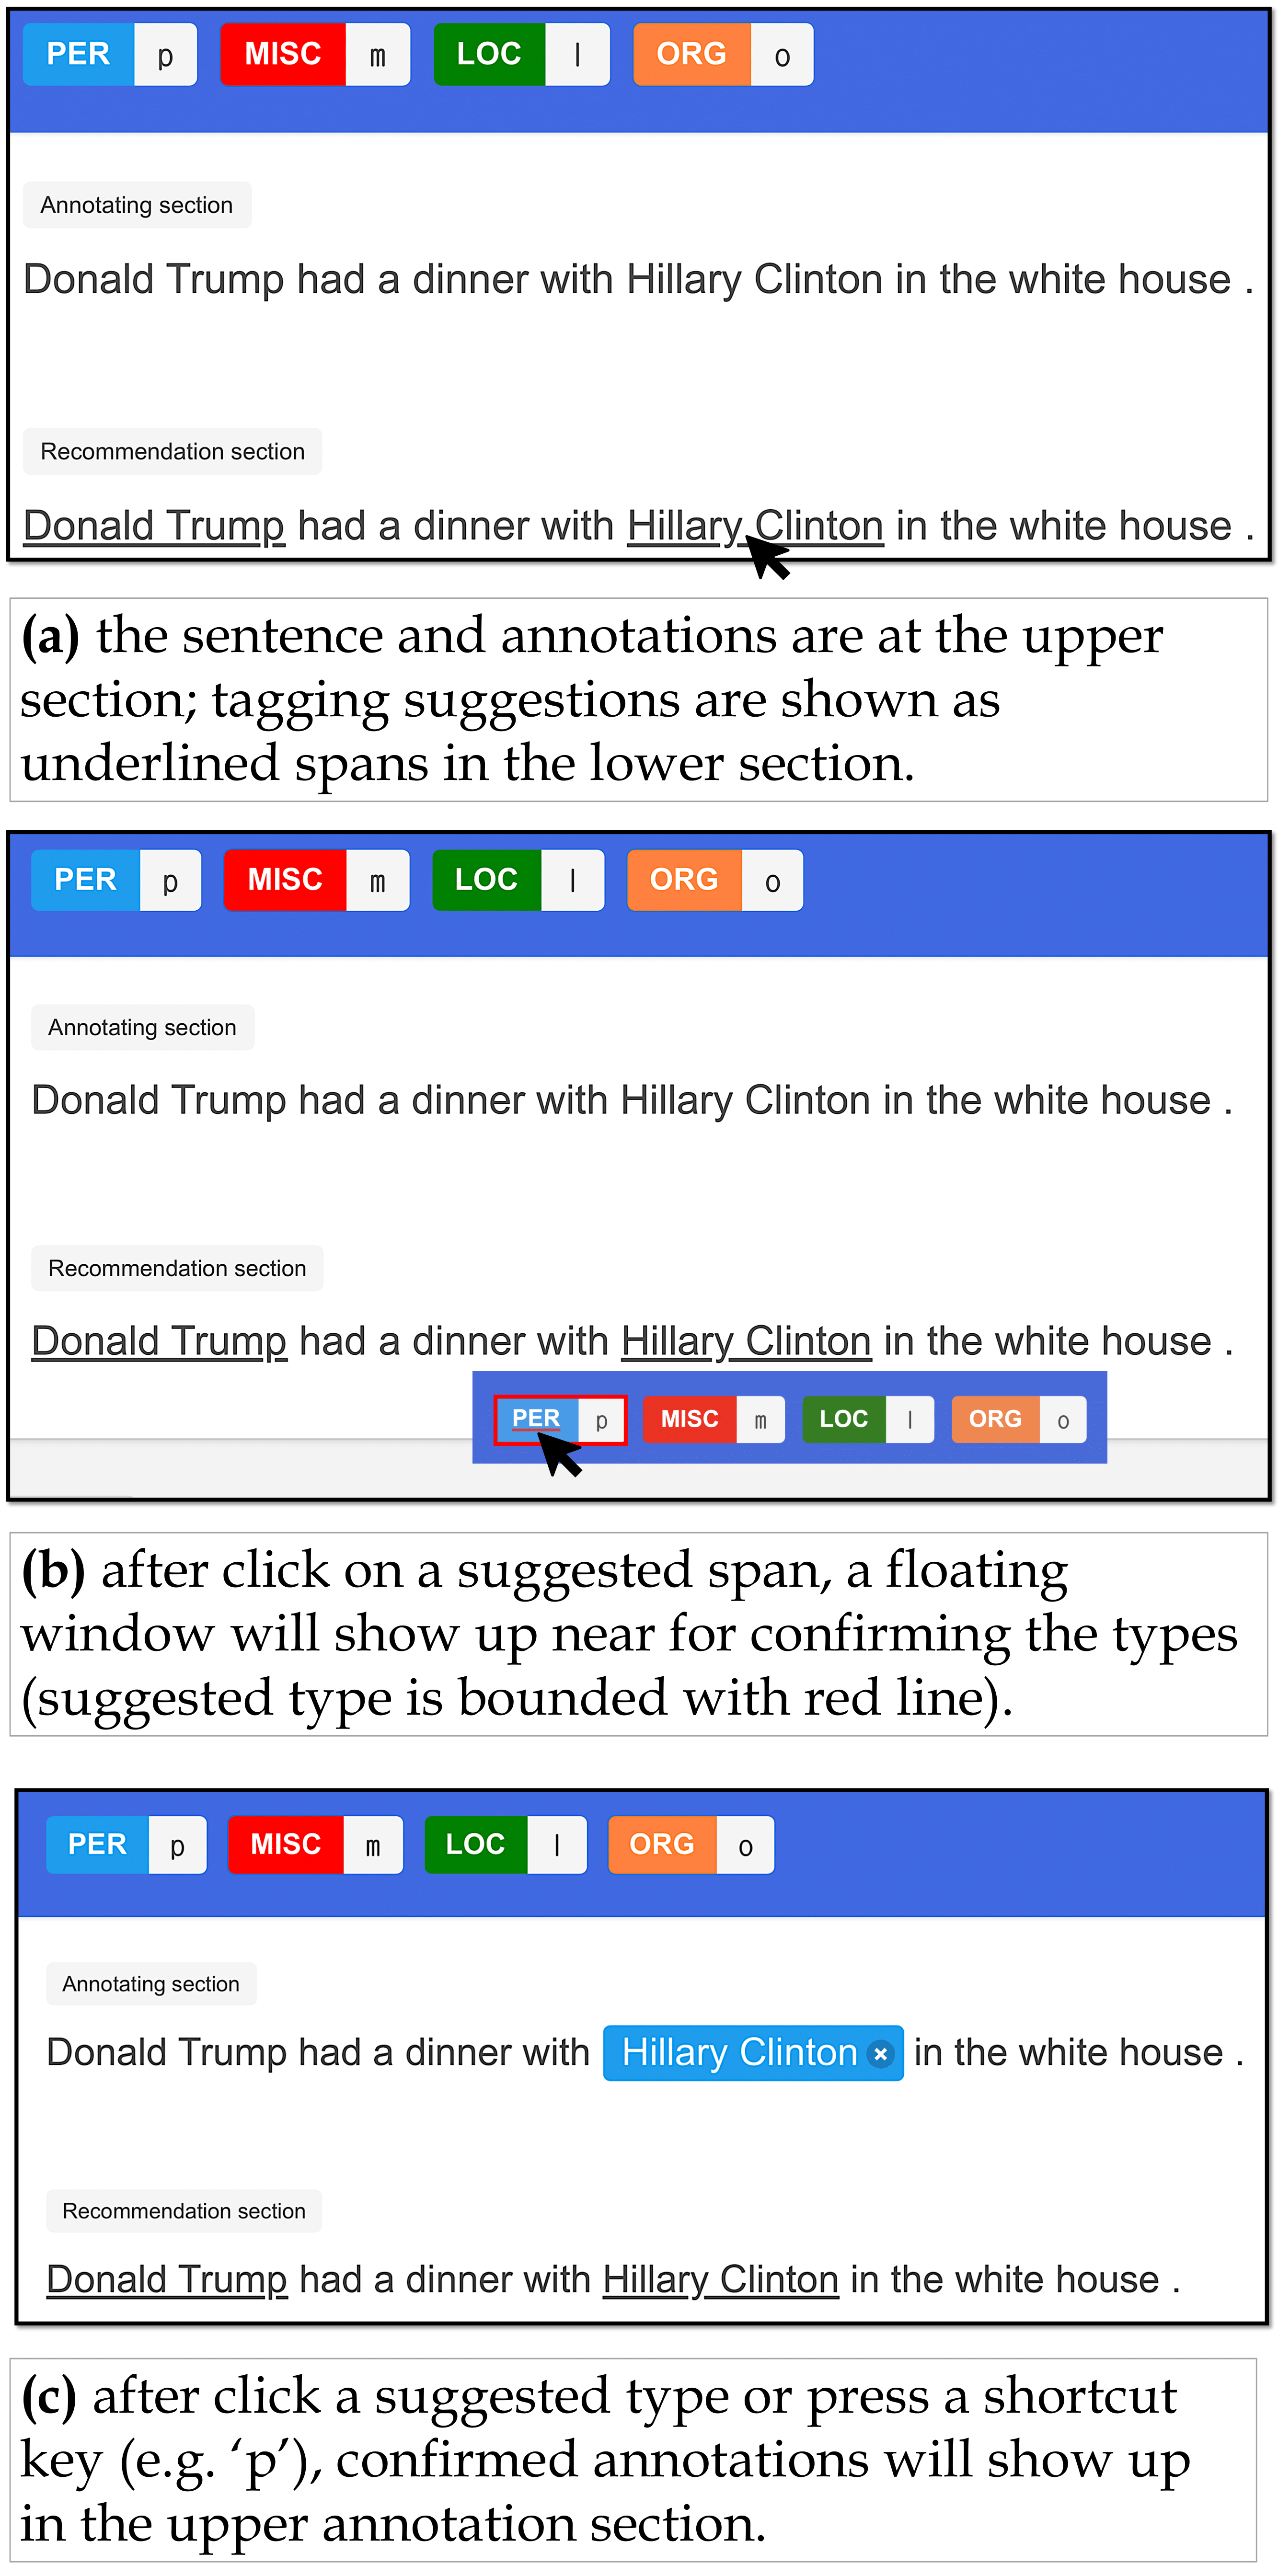 PER p MISC m LOC l ORG o
Annotating section
Donald Trump had a dinner with Hillary Clinton in the white house .
Recommendation section
Donald Trump had a dinner with Hillary Clinton in the white house .
(a) the sentence and annotations are at the upper
section; tagging suggestions are shown as
underlined spans in the lower section.
PER p MISC m LOC l ORG o
Annotating section
Donald Trump had a dinner with Hillary Clinton in the white house .
Recommendation section
Donald Trump had a dinner with Hillary Clinton in the white house .
PER p MISC m LOC l ORG o
(b) after click on a suggested span, a floating
window will show up near for confirming the types
(suggested type is bounded with red line).
PER p MISC m LOC l ORG o
Annotating section
Donald Trump had a dinner with Hillary Clinton × in the white house .
Recommendation section
Donald Trump had a dinner with Hillary Clinton in the white house .
(c) after click a suggested type or press a shortcut
key (e.g. ‘p’), confirmed annotations will show up
in the upper annotation section.